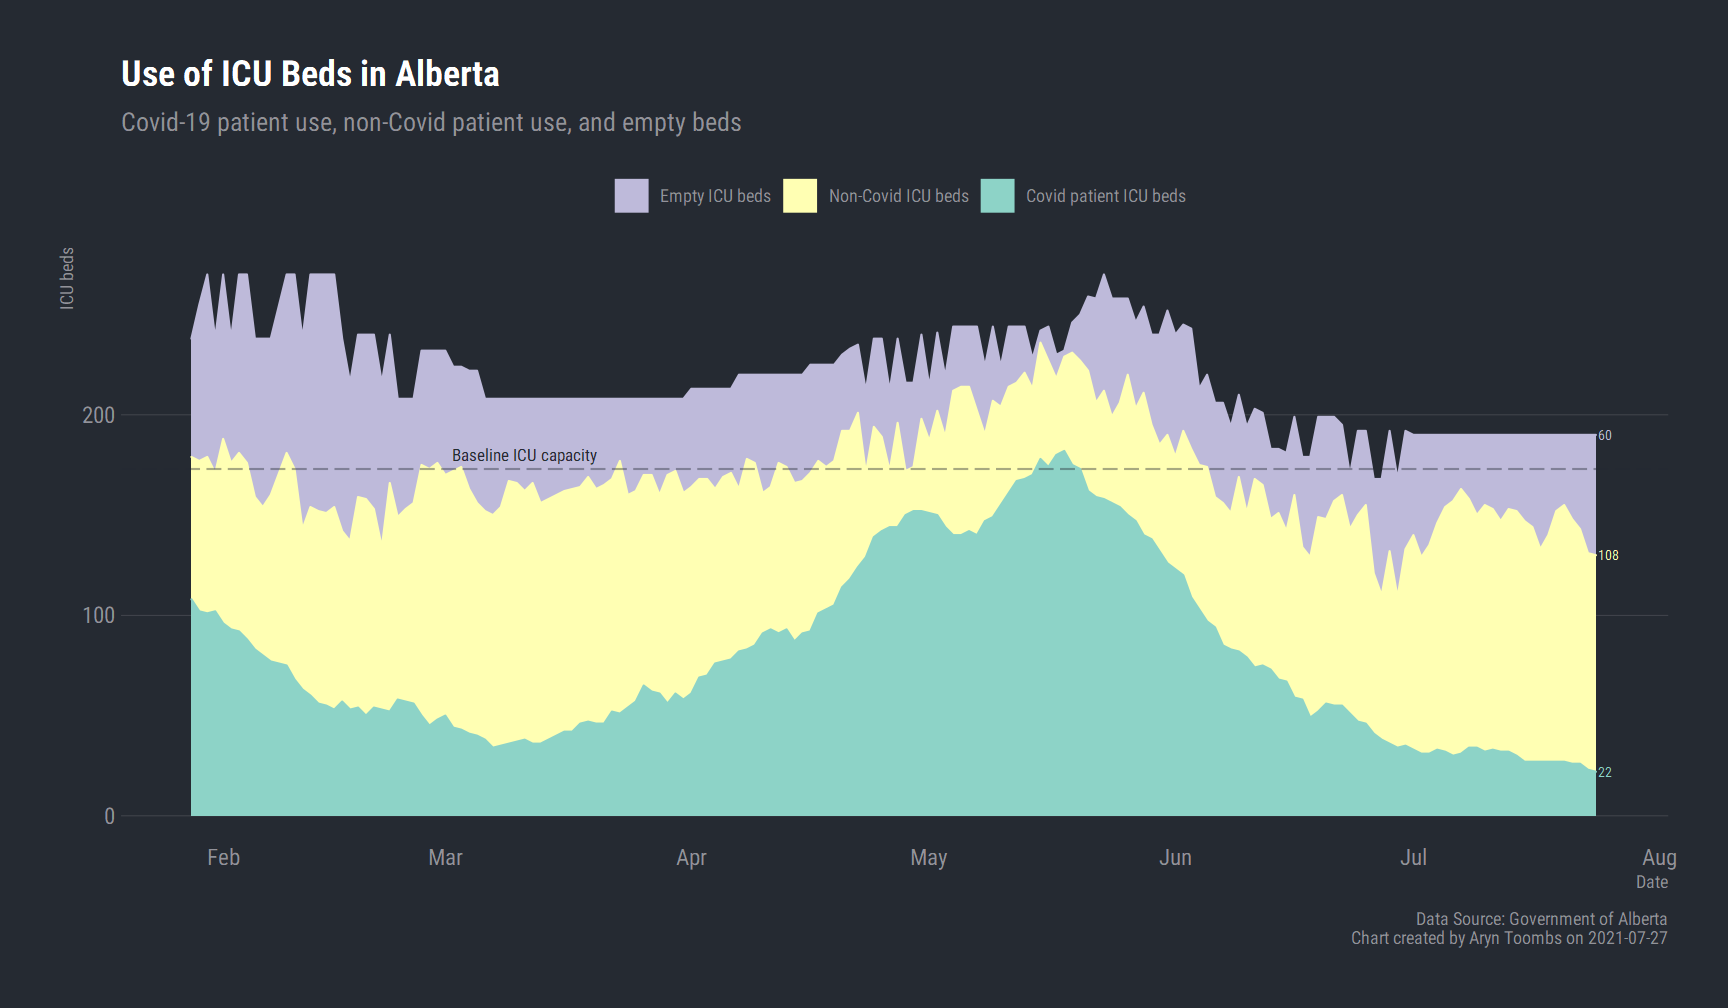 Use of ICU Beds in Alberta
Covid-19 patient use, non-Covid patient use, and empty beds
Empty ICU beds
Non-Covid ICU beds
Covid patient ICU beds
ICU beds
200
100
0
Baseline ICU capacity
60
108
22
Feb
Mar
Apr
May
Jun
Jul
Aug
Date
Data Source: Government of Alberta
Chart created by Aryn Toombs on 2021-07-27